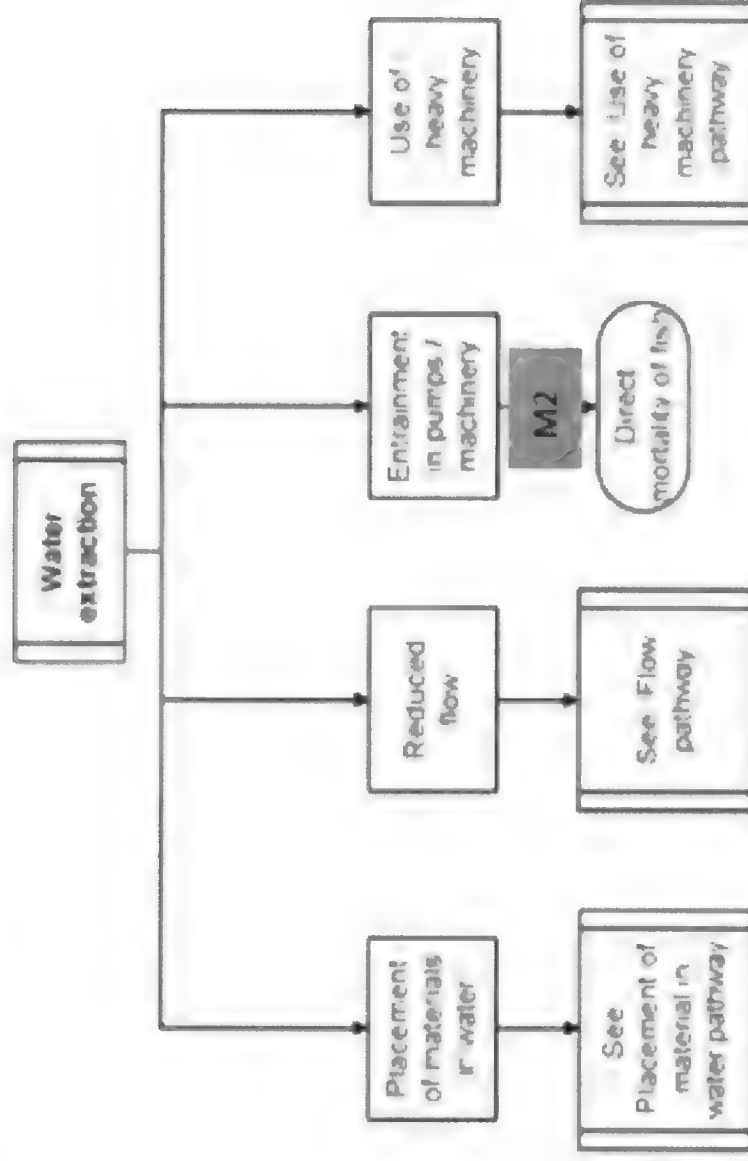 Water
extraction
Placement
of materials
in water
Reduced
flow
Entrainment
in pumps /
machinery
Use of
heavy
machinery
M2
See
Placement of
material in
water pathway
See Flow
pathway
Direct
mortality of fish
See Use of
heavy
machinery
pathway